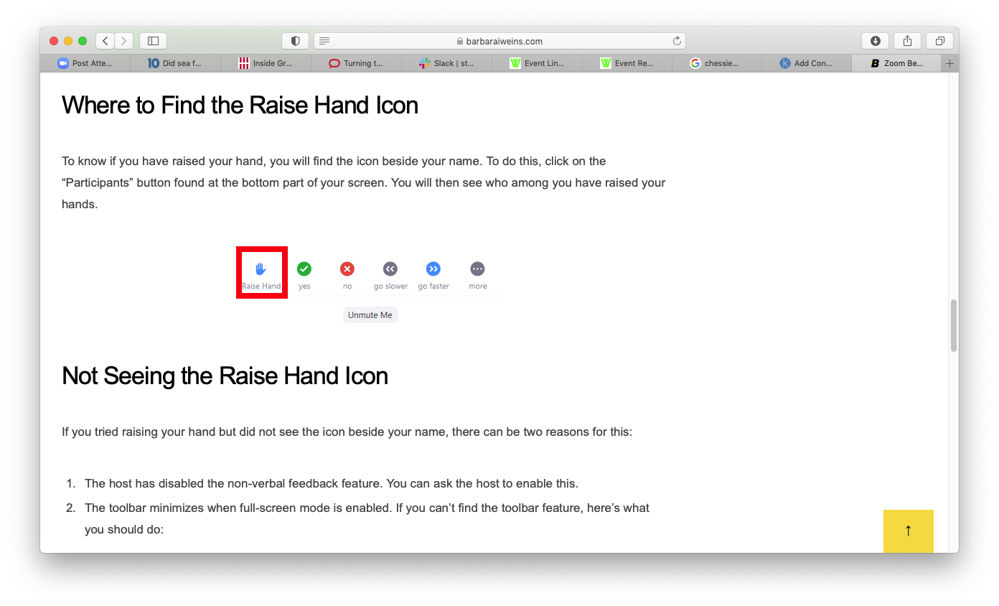 barbaraiweins.com
Post Atte...
Did sea f...
Inside Gr...
Turning t...
Slack | st...
Event Lin...
Event Re...
chessie...
Add Con...
Zoom Be...
Where to Find the Raise Hand Icon
To know if you have raised your hand, you will find the icon beside your name. To do this, click on the
“Participants” button found at the bottom part of your screen. You will then see who among you have raised your
hands.
Raise Hand yes no go slower go faster more
Unmute Me
Not Seeing the Raise Hand Icon
If you tried raising your hand but did not see the icon beside your name, there can be two reasons for this:
1. The host has disabled the non-verbal feedback feature. You can ask the host to enable this.
2. The toolbar minimizes when full-screen mode is enabled. If you can’t find the toolbar feature, here’s what
you should do: